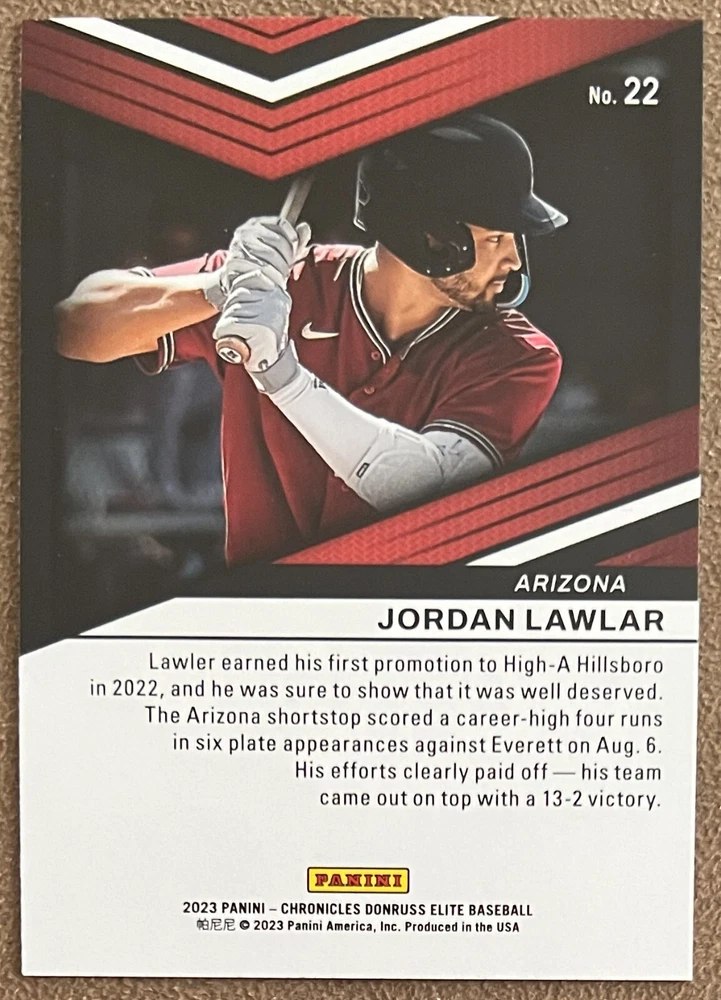 No. 22
ARIZONA
JORDAN LAWLAR
Lawler earned his first promotion to High-A Hillsboro
in 2022, and he was sure to show that it was well deserved.
The Arizona shortstop scored a career-high four runs
in six plate appearances against Everett on Aug. 6.
His efforts clearly paid off — his team
came out on top with a 13-2 victory.
PANINI
2023 PANINI – CHRONICLES DONRUSS ELITE BASEBALL
帕尼尼 © 2023 Panini America, Inc. Produced in the USA